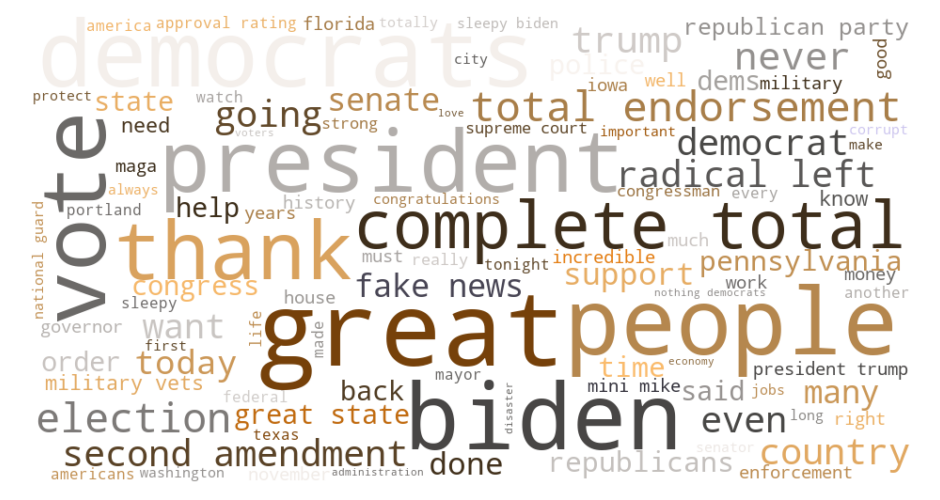 america approval rating florida totally sleepy biden
democrats city trump republican party
police never good
protect state watch iowa well dems military
going senate strong love total endorsement
need voters supreme court important democrat corrupt
vote maga president radical left make
always congratulations congressman every know
portland help years history complete total
national guard thank must really tonight incredible much pennsylvania
congress fake news support work money
sleepy house nothing democrats another
governor want life made great people
first order today time economy president trump
military vets mayor mini mike said jobs many
federal back biden
election great state disaster even long right
texas second amendment done republicans senator country
americans washington november administration enforcement